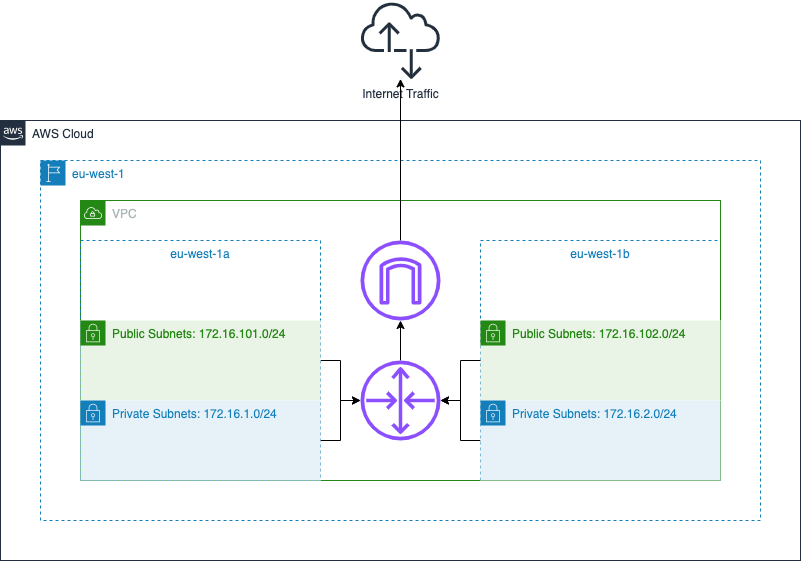 Internet Traffic
aws
AWS Cloud
eu-west-1
VPC
eu-west-1a
eu-west-1b
Public Subnets: 172.16.101.0/24
Public Subnets: 172.16.102.0/24
Private Subnets: 172.16.1.0/24
Private Subnets: 172.16.2.0/24